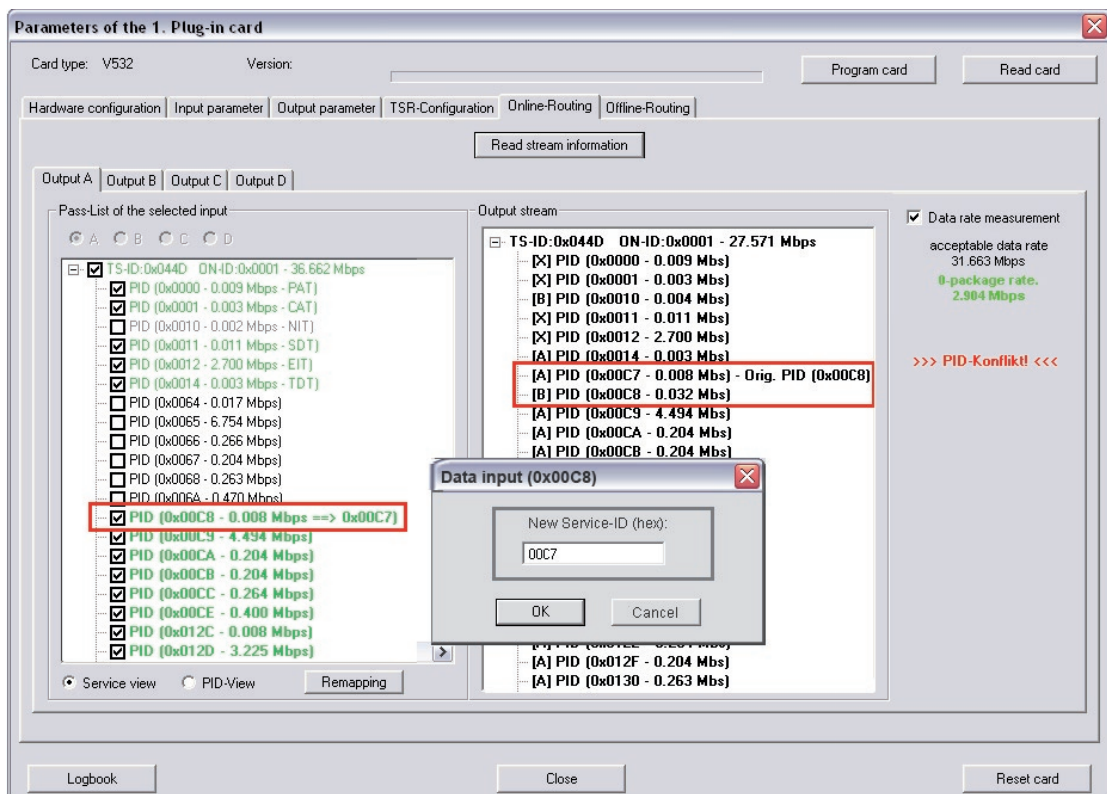 Parameters of the 1. Plug-in card
Card type: V532 Version:
Program card
Read card
Hardware configuration Input parameter Output parameter TSR-Configuration Online-Routing Offline-Routing
Read stream information
Output A Output B Output C Output D
Pass-List of the selected input
A B C D
TS-ID:0x044D ON-ID:0x0001 - 36.662 Mbps
PID (0x0000 - 0.009 Mbps - PAT)
PID (0x0001 - 0.003 Mbps - CAT)
PID (0x0010 - 0.002 Mbps - NIT)
PID (0x0011 - 0.011 Mbps - SDT)
PID (0x0012 - 2.700 Mbps - EIT)
PID (0x0014 - 0.003 Mbps - TDT)
PID (0x0064 - 0.017 Mbps)
PID (0x0065 - 6.754 Mbps)
PID (0x0066 - 0.266 Mbps)
PID (0x0067 - 0.204 Mbps)
PID (0x0068 - 0.263 Mbps)
PID (0x006A - 0.470 Mbps)
PID (0x00C8 - 0.008 Mbps ==> 0x00C7)
PID (0x00C9 - 4.494 Mbps)
PID (0x00CA - 0.204 Mbps)
PID (0x00CB - 0.204 Mbps)
PID (0x00CC - 0.264 Mbps)
PID (0x00CE - 0.400 Mbps)
PID (0x012C - 0.008 Mbps)
PID (0x012D - 3.225 Mbps)
Service view PID-View Remapping
Output stream
TS-ID:0x044D ON-ID:0x0001 - 27.571 Mbps
[X] PID (0x0000 - 0.009 Mbs)
[X] PID (0x0001 - 0.003 Mbs)
[B] PID (0x0010 - 0.004 Mbs)
[X] PID (0x0011 - 0.011 Mbs)
[X] PID (0x0012 - 2.700 Mbs)
[A] PID (0x0014 - 0.003 Mbs)
[A] PID (0x00C7 - 0.008 Mbs) - Orig. PID (0x00C8)
[B] PID (0x00C8 - 0.032 Mbs)
[A] PID (0x00C9 - 4.494 Mbs)
[A] PID (0x00CA - 0.204 Mbs)
[A] PID (0x00CB - 0.204 Mbs)
[A] PID (0x012F - 0.204 Mbs)
[A] PID (0x0130 - 0.263 Mbs)
Data rate measurement
acceptable data rate
31.663 Mbps
0-package rate.
2.904 Mbps
>>> PID-Konflikt! <<<
Data input (0x00C8)
New Service-ID (hex):
00C7
OK
Cancel
Logbook
Close
Reset card